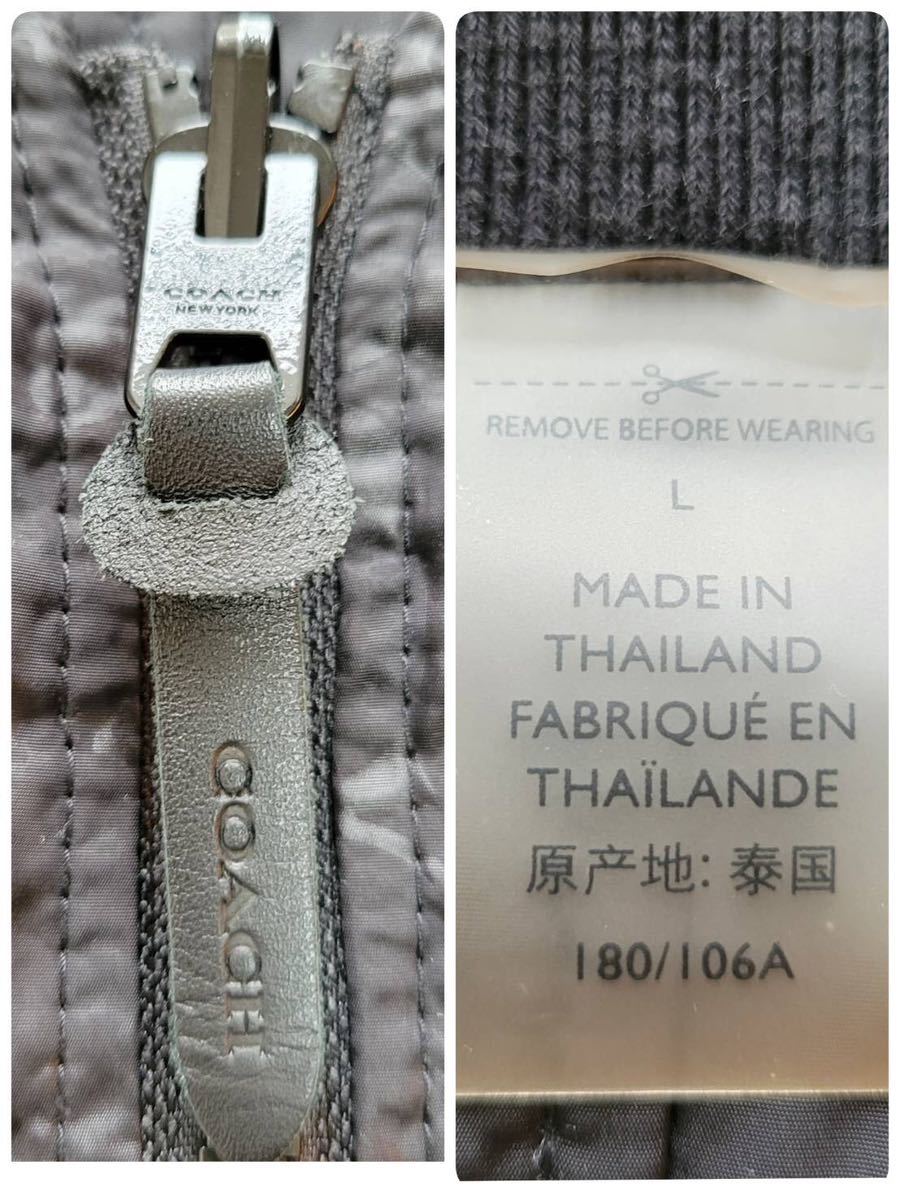 COACH
NEW YORK
COACH
REMOVE BEFORE WEARING
L
MADE IN
THAILAND
FABRIQUÉ EN
THAÏLANDE
原产地: 泰国
180/106A